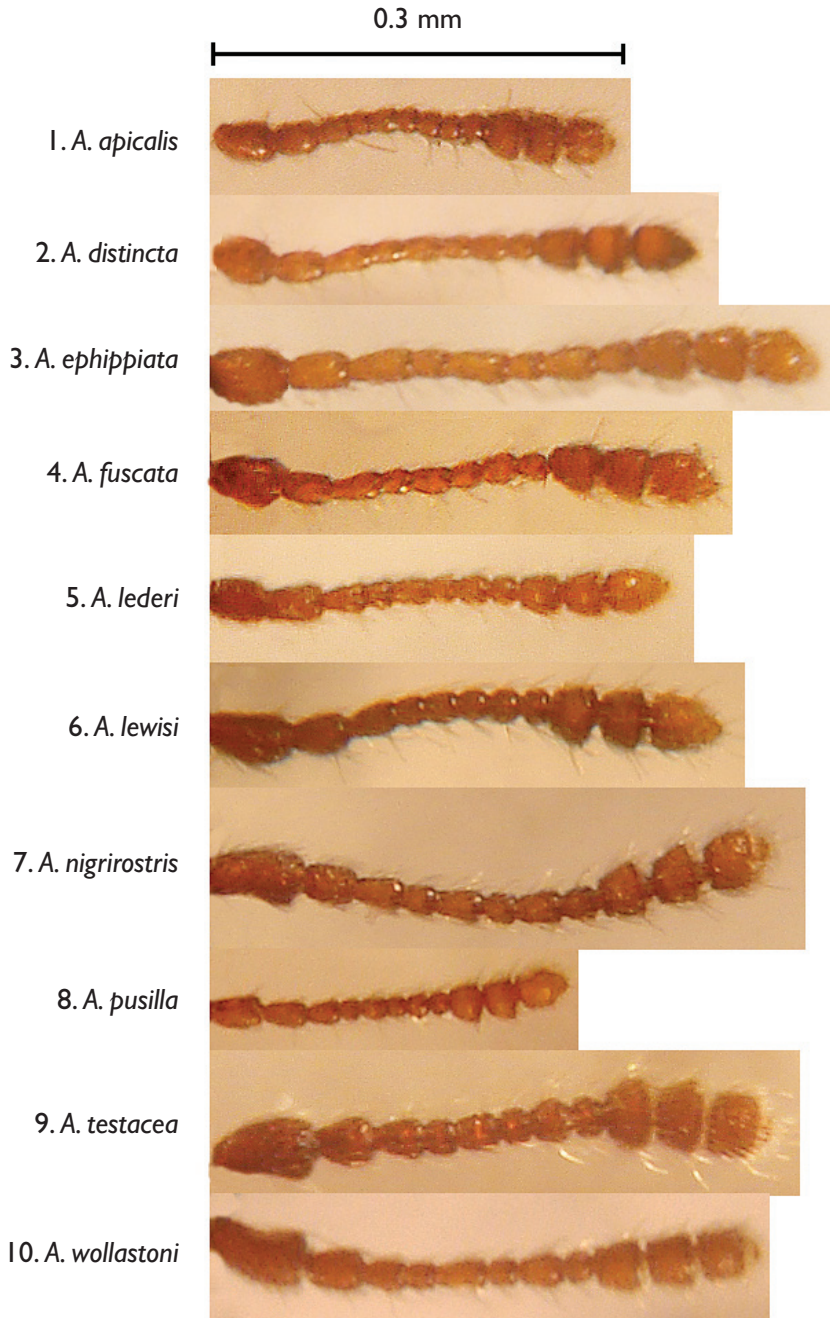 0.3 mm
1. A. apicalis
2. A. distincta
3. A. ephippiata
4. A. fuscata
5. A. lederi
6. A. lewisi
7. A. nigrirostris
8. A. pusilla
9. A. testacea
10. A. wollastoni